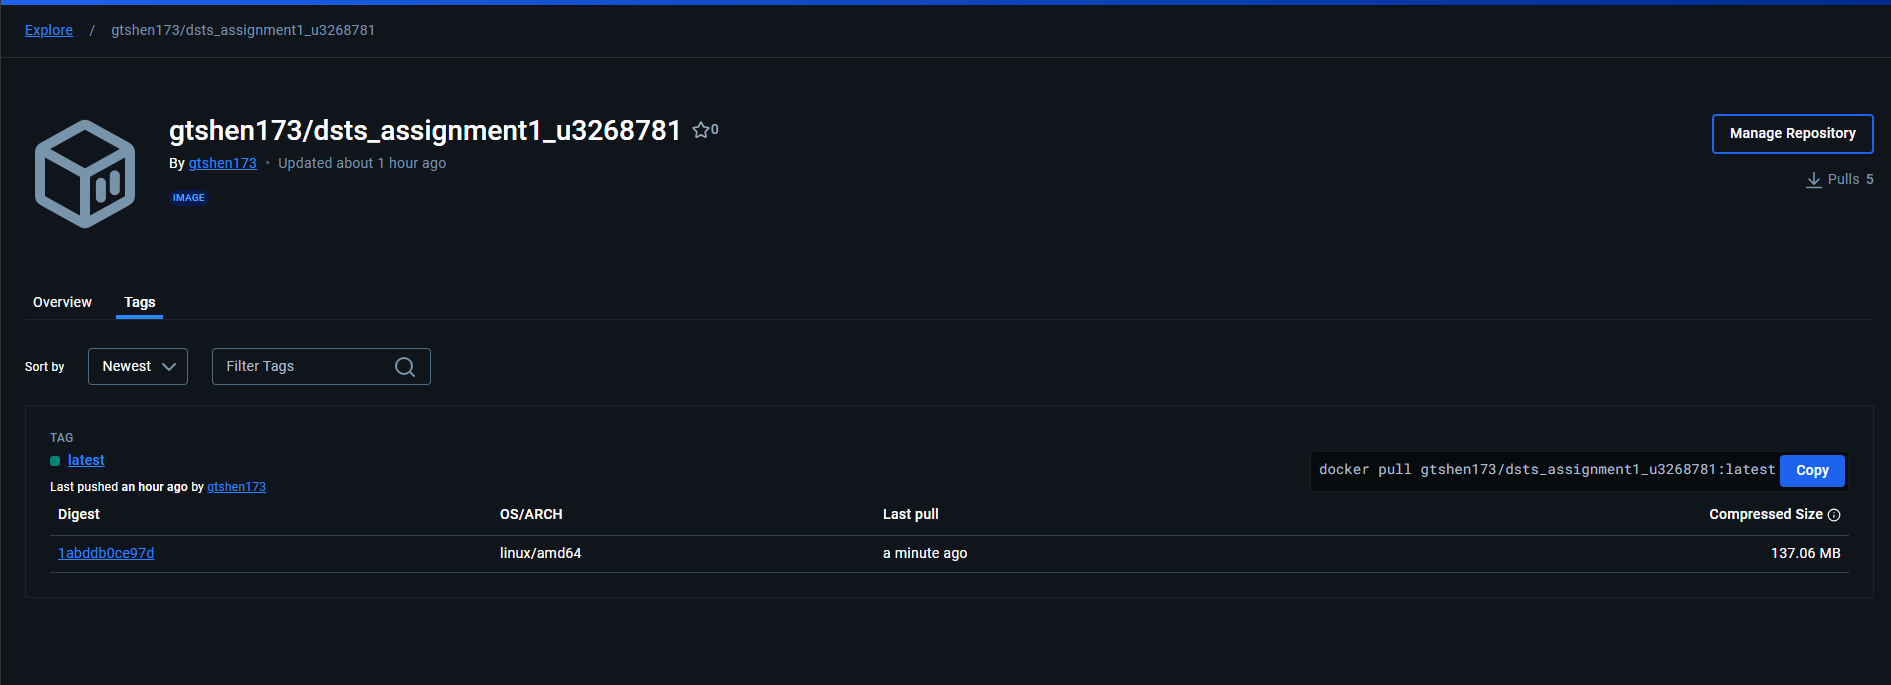 Explore / gtshen173/dsts_assignment1_u3268781
gtshen173/dsts_assignment1_u3268781 0
By gtshen173 • Updated about 1 hour ago
IMAGE
Manage Repository
Pulls 5
Overview Tags
Sort by Newest Filter Tags
TAG
latest
Last pushed an hour ago by gtshen173
docker pull gtshen173/dsts_assignment1_u3268781:latest Copy
Digest OS/ARCH Last pull Compressed Size
1abddb0ce97d linux/amd64 a minute ago 137.06 MB